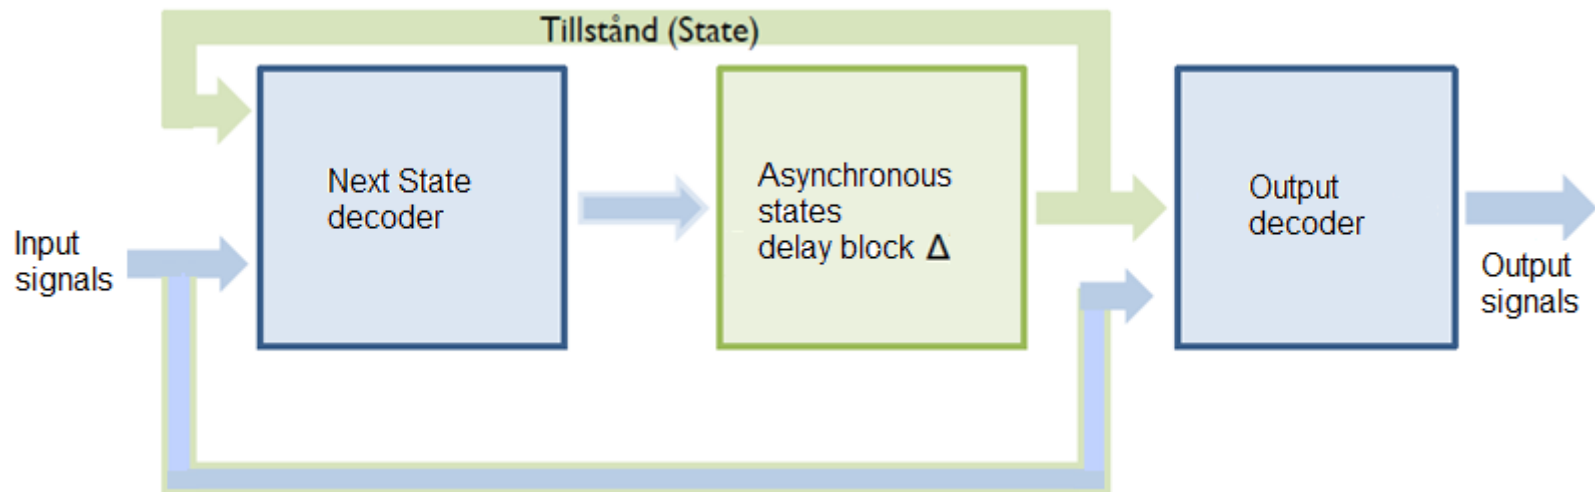 Tillstånd (State)
Input
signals
Next State
decoder
Asynchronous
states
delay block Δ
Output
decoder
Output
signals